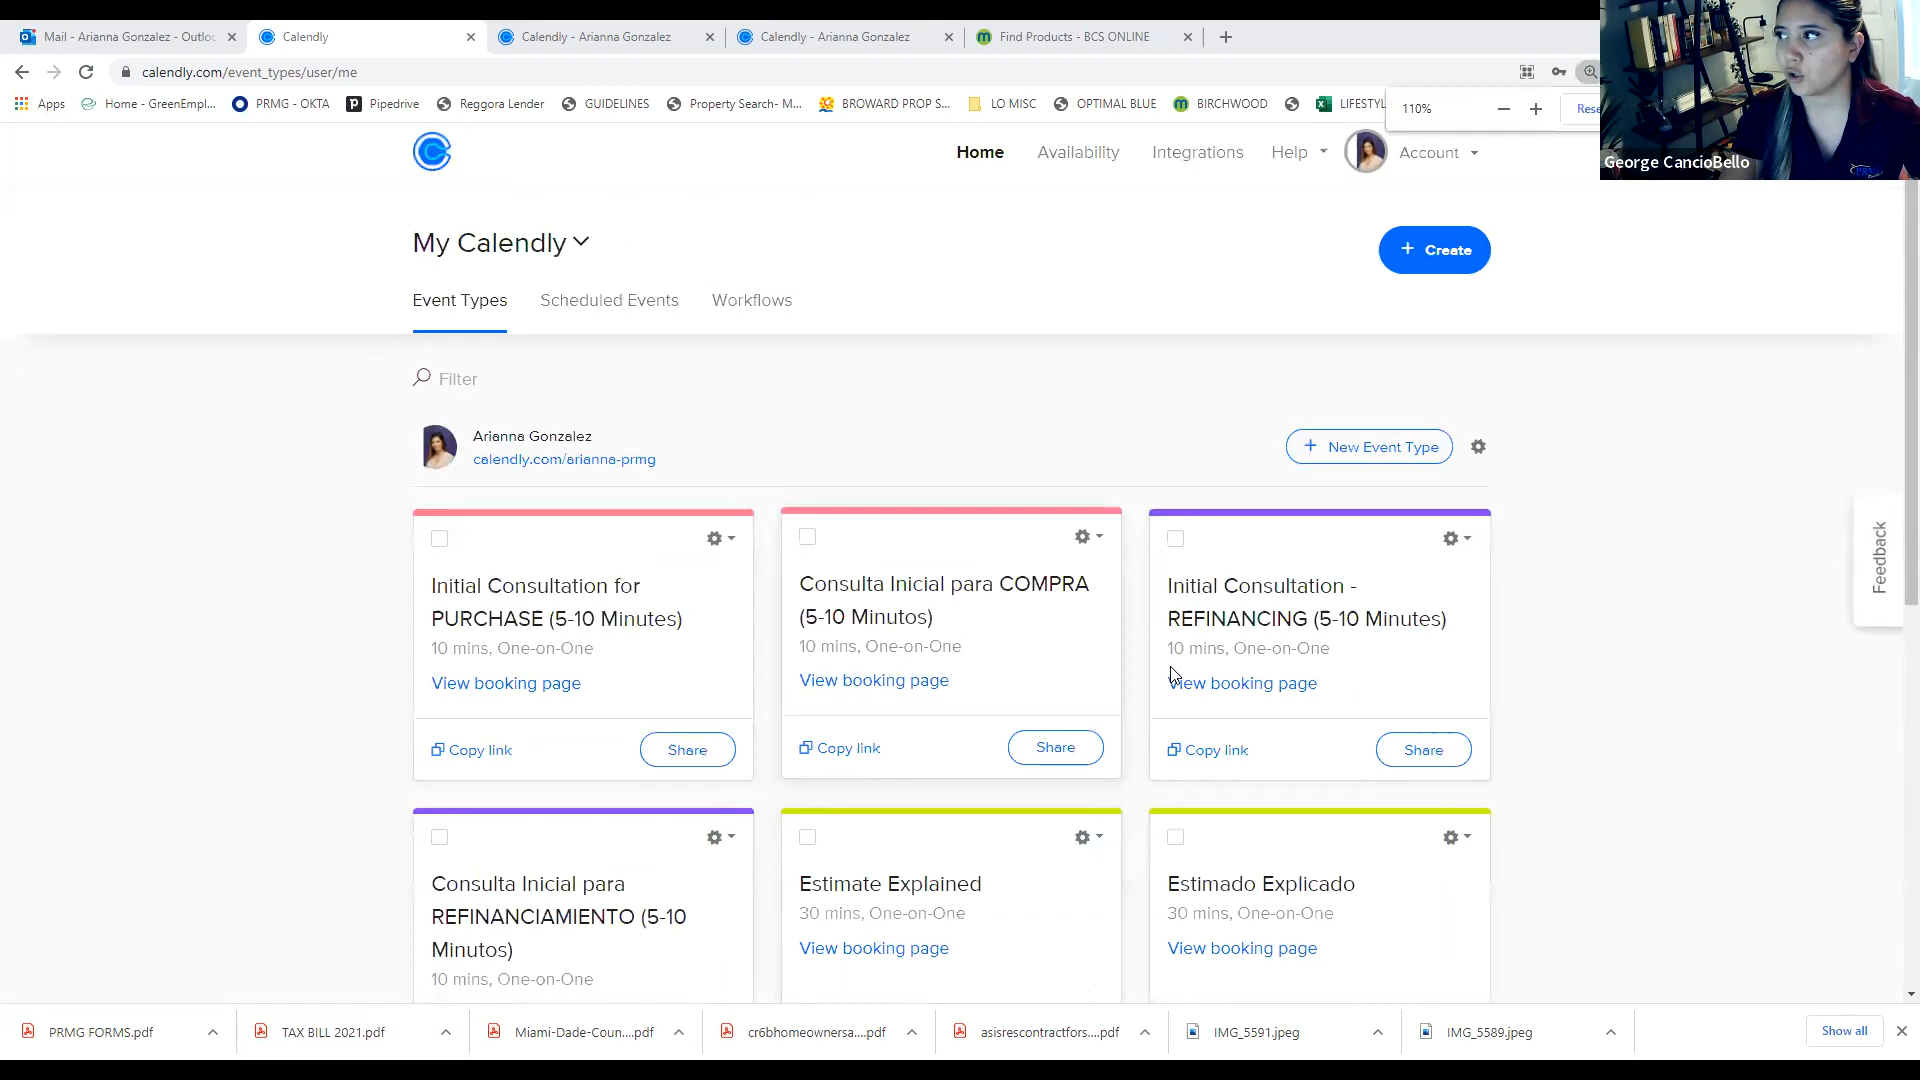 Mail - Arianna Gonzalez - Outlo
Calendly
Calendly - Arianna Gonzalez
Calendly - Arianna Gonzalez
Find Products - BCS ONLINE
calendly.com/event_types/user/me
Apps
Home - GreenEmpl...
PRMG - OKTA
Pipedrive
Reggora Lender
GUIDELINES
Property Search- M...
BROWARD PROP S...
LO MISC
OPTIMAL BLUE
BIRCHWOOD
LIFESTYL
110%
Rese
George CancioBello
Home
Availability
Integrations
Help
Account
My Calendly
+ Create
Event Types
Scheduled Events
Workflows
Filter
Arianna Gonzalez
calendly.com/arianna-prmg
+ New Event Type
Feedback
Initial Consultation for
PURCHASE (5-10 Minutes)
10 mins, One-on-One
View booking page
Copy link
Share
Consulta Inicial para COMPRA
(5-10 Minutos)
10 mins, One-on-One
View booking page
Copy link
Share
Initial Consultation -
REFINANCING (5-10 Minutes)
10 mins, One-on-One
View booking page
Copy link
Share
Consulta Inicial para
REFINANCIAMIENTO (5-10
Minutos)
10 mins, One-on-One
Estimate Explained
30 mins, One-on-One
View booking page
Estimado Explicado
30 mins, One-on-One
View booking page
PRMG FORMS.pdf
TAX BILL 2021.pdf
Miami-Dade-Coun....pdf
cr6bhomeownersa....pdf
asisrescontractfors....pdf
IMG_5591.jpeg
IMG_5589.jpeg
Show all